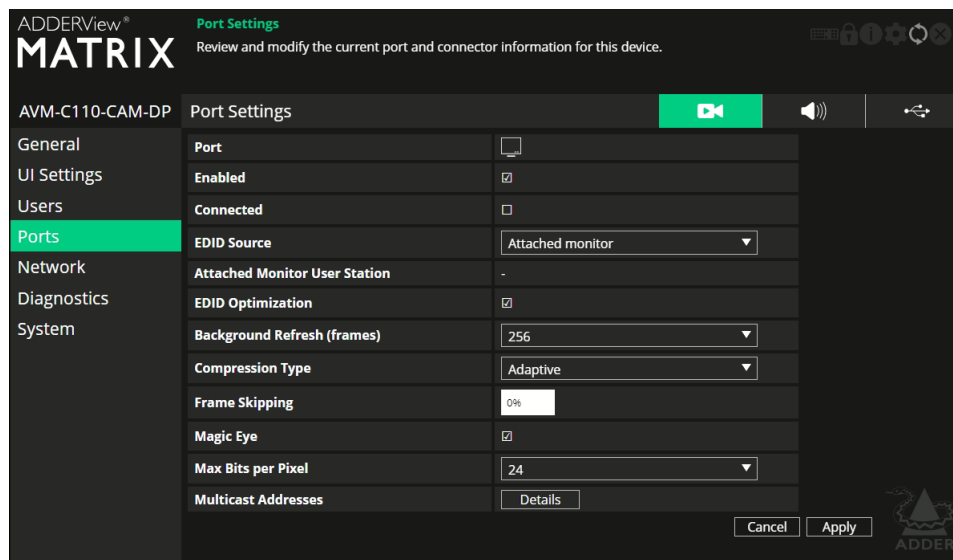 ADDERView®
MATRIX
Port Settings
Review and modify the current port and connector information for this device.
AVM-C110-CAM-DP
Port Settings
General
UI Settings
Users
Ports
Network
Diagnostics
System
Port
Enabled
Connected
EDID Source
Attached monitor
Attached Monitor User Station
-
EDID Optimization
Background Refresh (frames)
256
Compression Type
Adaptive
Frame Skipping
0%
Magic Eye
Max Bits per Pixel
24
Multicast Addresses
Details
Cancel
Apply
ADDER